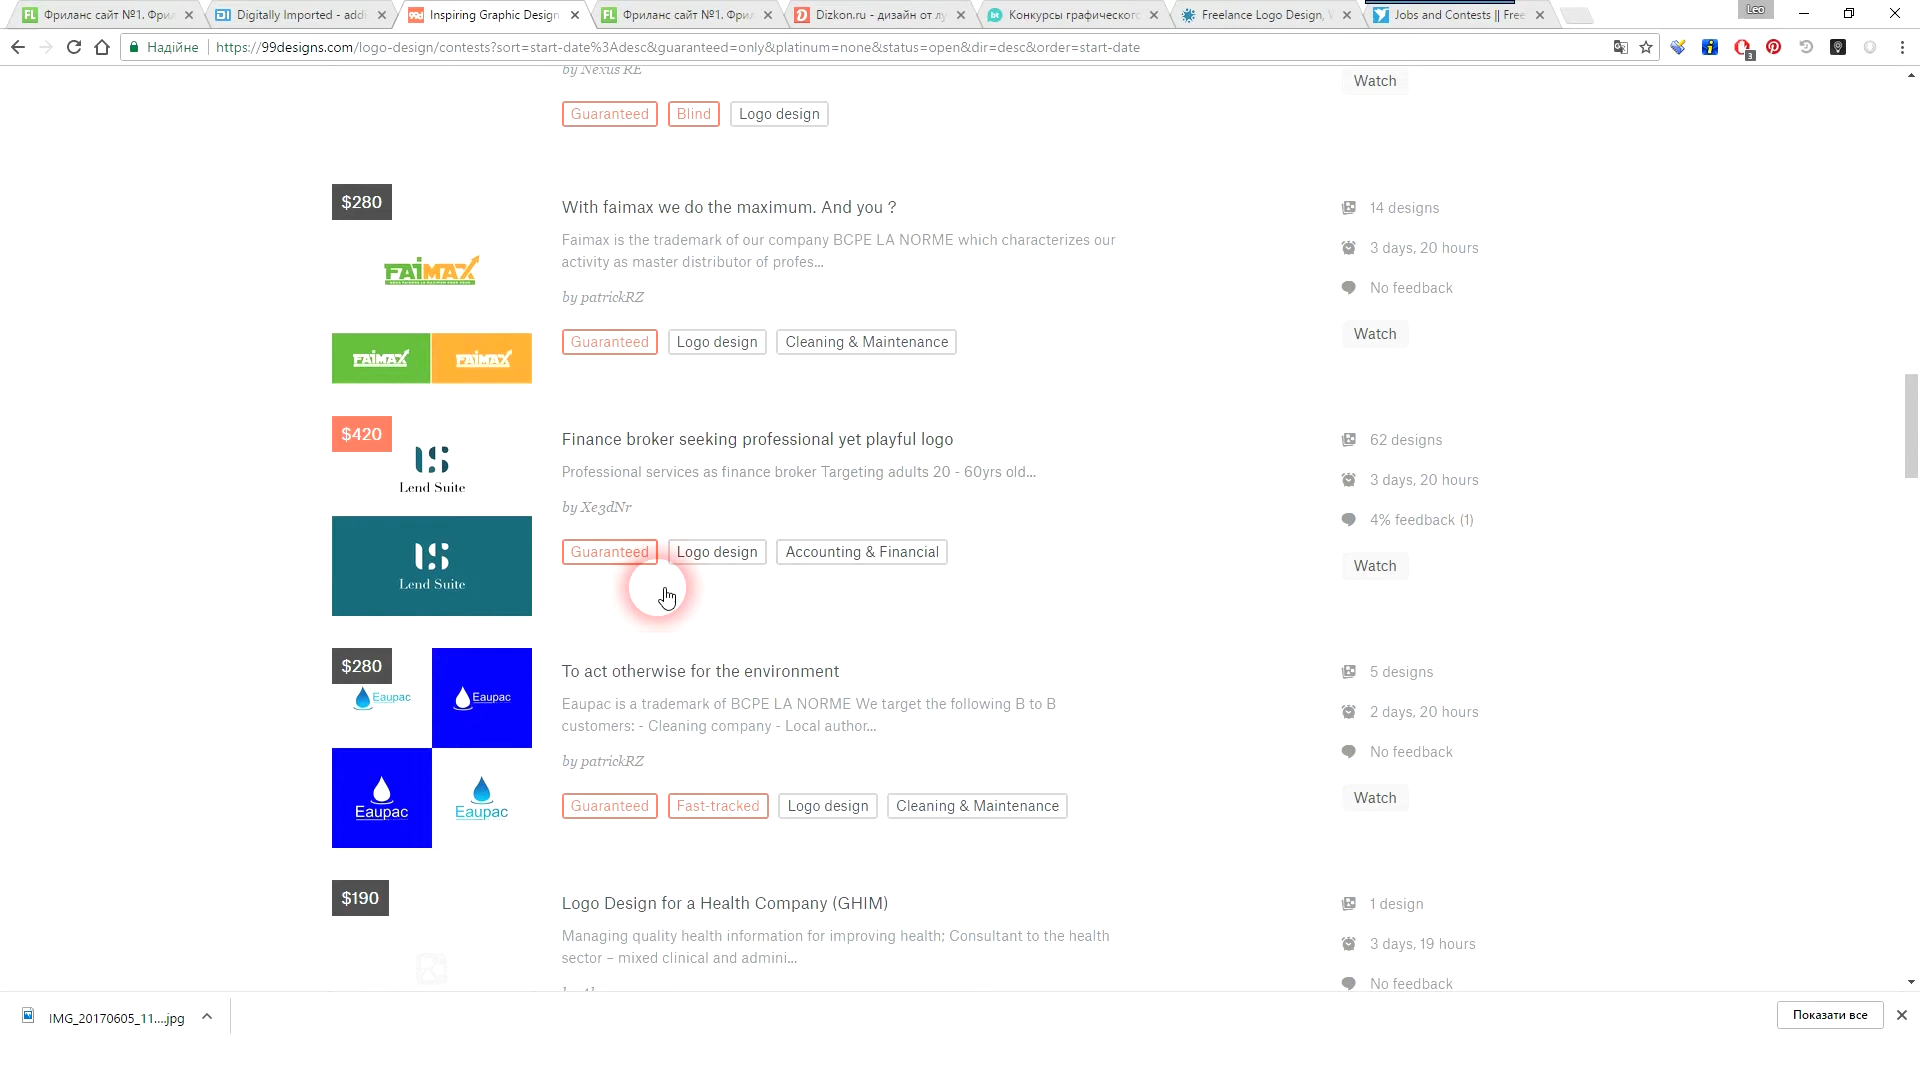 Фриланс сайт №1. Фрил
Digitally Imported - addi
Inspiring Graphic Design
Фриланс сайт №1. Фри
Dizkon.ru - дизайн от лу
Конкурсы графическог
Freelance Logo Design, W
Jobs and Contests || Free
Leo
Надійне
https://99designs.com/logo-design/contests?sort=start-date%3Adesc&guaranteed=only&platinum=none&status=open&dir=desc&order=start-date
by Nexus RE
Watch
Guaranteed
Blind
Logo design
$280
FAIMAX
FAIMAX
FAIMAX
With faimax we do the maximum. And you ?
Faimax is the trademark of our company BCPE LA NORME which characterizes our
activity as master distributor of profes...
by patrickRZ
Guaranteed
Logo design
Cleaning & Maintenance
14 designs
3 days, 20 hours
No feedback
Watch
$420
LS
Lend Suite
LS
Lend Suite
Finance broker seeking professional yet playful logo
Professional services as finance broker Targeting adults 20 - 60yrs old...
by Xe3dNr
Guaranteed
Logo design
Accounting & Financial
62 designs
3 days, 20 hours
4% feedback (1)
Watch
$280
Eaupac
Eaupac
Eaupac
Eaupac
To act otherwise for the environment
Eaupac is a trademark of BCPE LA NORME We target the following B to B
customers: - Cleaning company - Local author...
by patrickRZ
Guaranteed
Fast-tracked
Logo design
Cleaning & Maintenance
5 designs
2 days, 20 hours
No feedback
Watch
$190
Logo Design for a Health Company (GHIM)
Managing quality health information for improving health; Consultant to the health
sector – mixed clinical and admini...
1 design
3 days, 19 hours
No feedback
IMG_20170605_11....jpg
Показати все